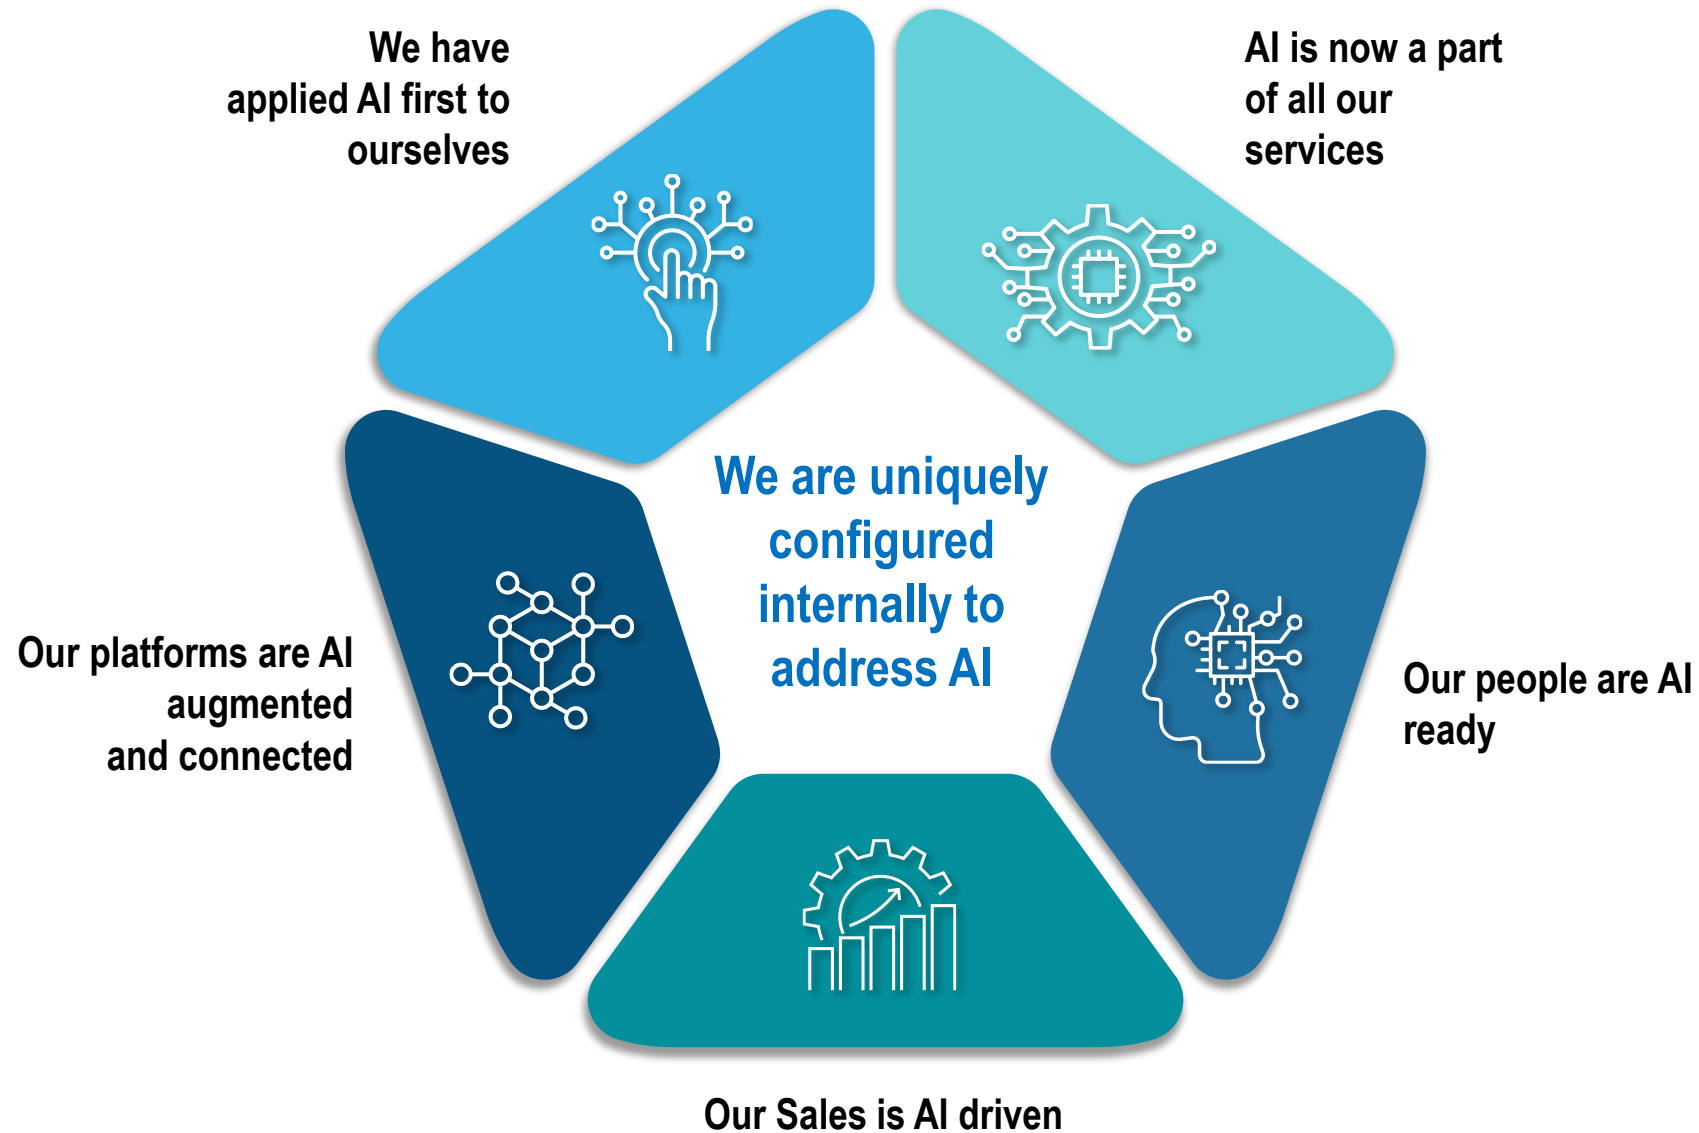 We have
applied AI first to
ourselves
AI is now a part
of all our
services
We are uniquely
configured
internally to
address AI
Our platforms are AI
augmented
and connected
Our people are AI
ready
Our Sales is AI driven